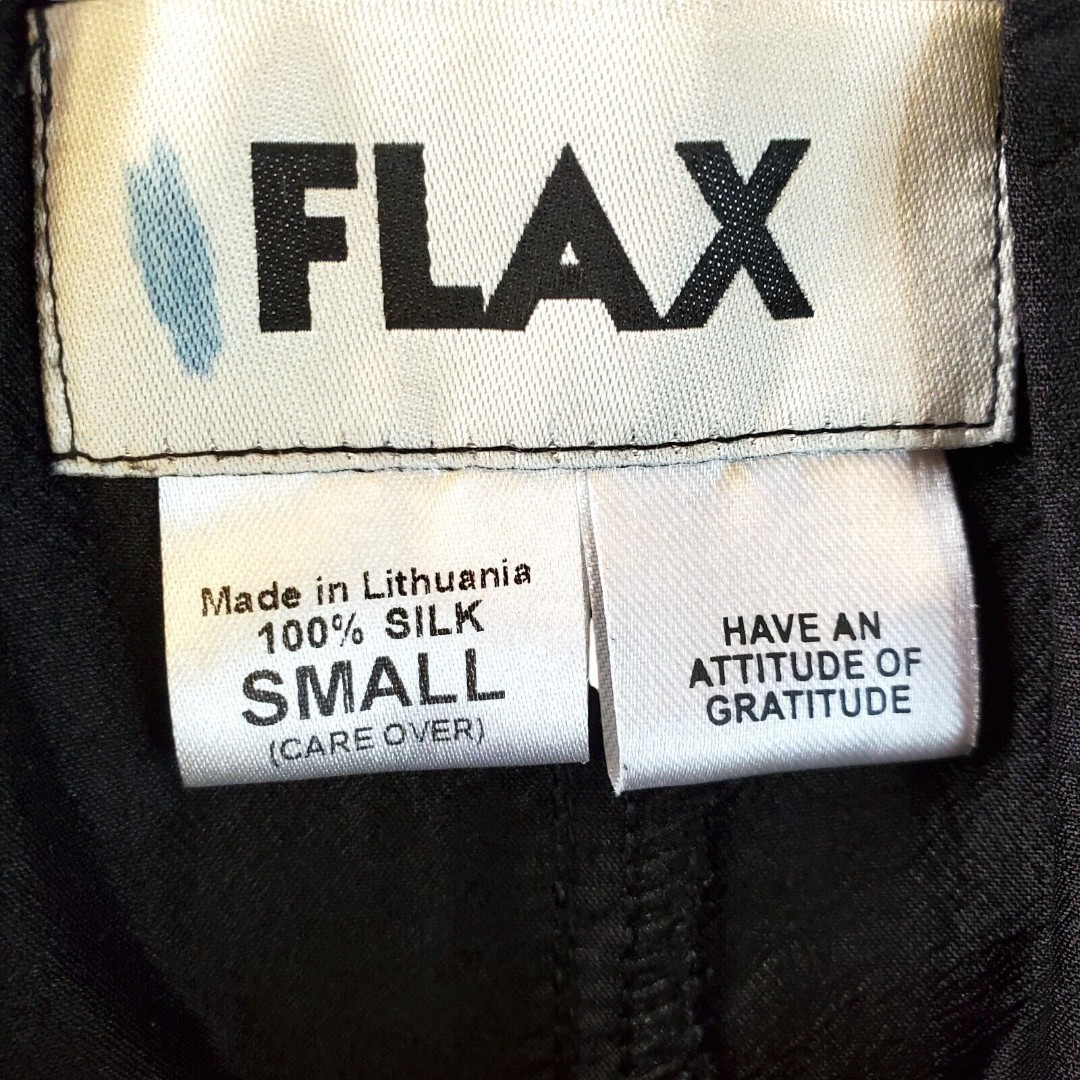 FLAX
Made in Lithuania
100% SILK
SMALL
(CARE OVER)
HAVE AN
ATTITUDE OF
GRATITUDE